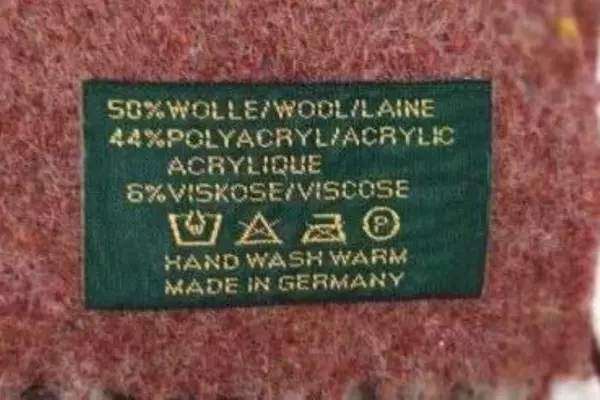 50% WOLLE/WOOL/LAINE
44% POLYACRYL/ACRYLIC
ACRYLIQUE
6% VISKOSE/VISCOSE
P
HAND WASH WARM
MADE IN GERMANY